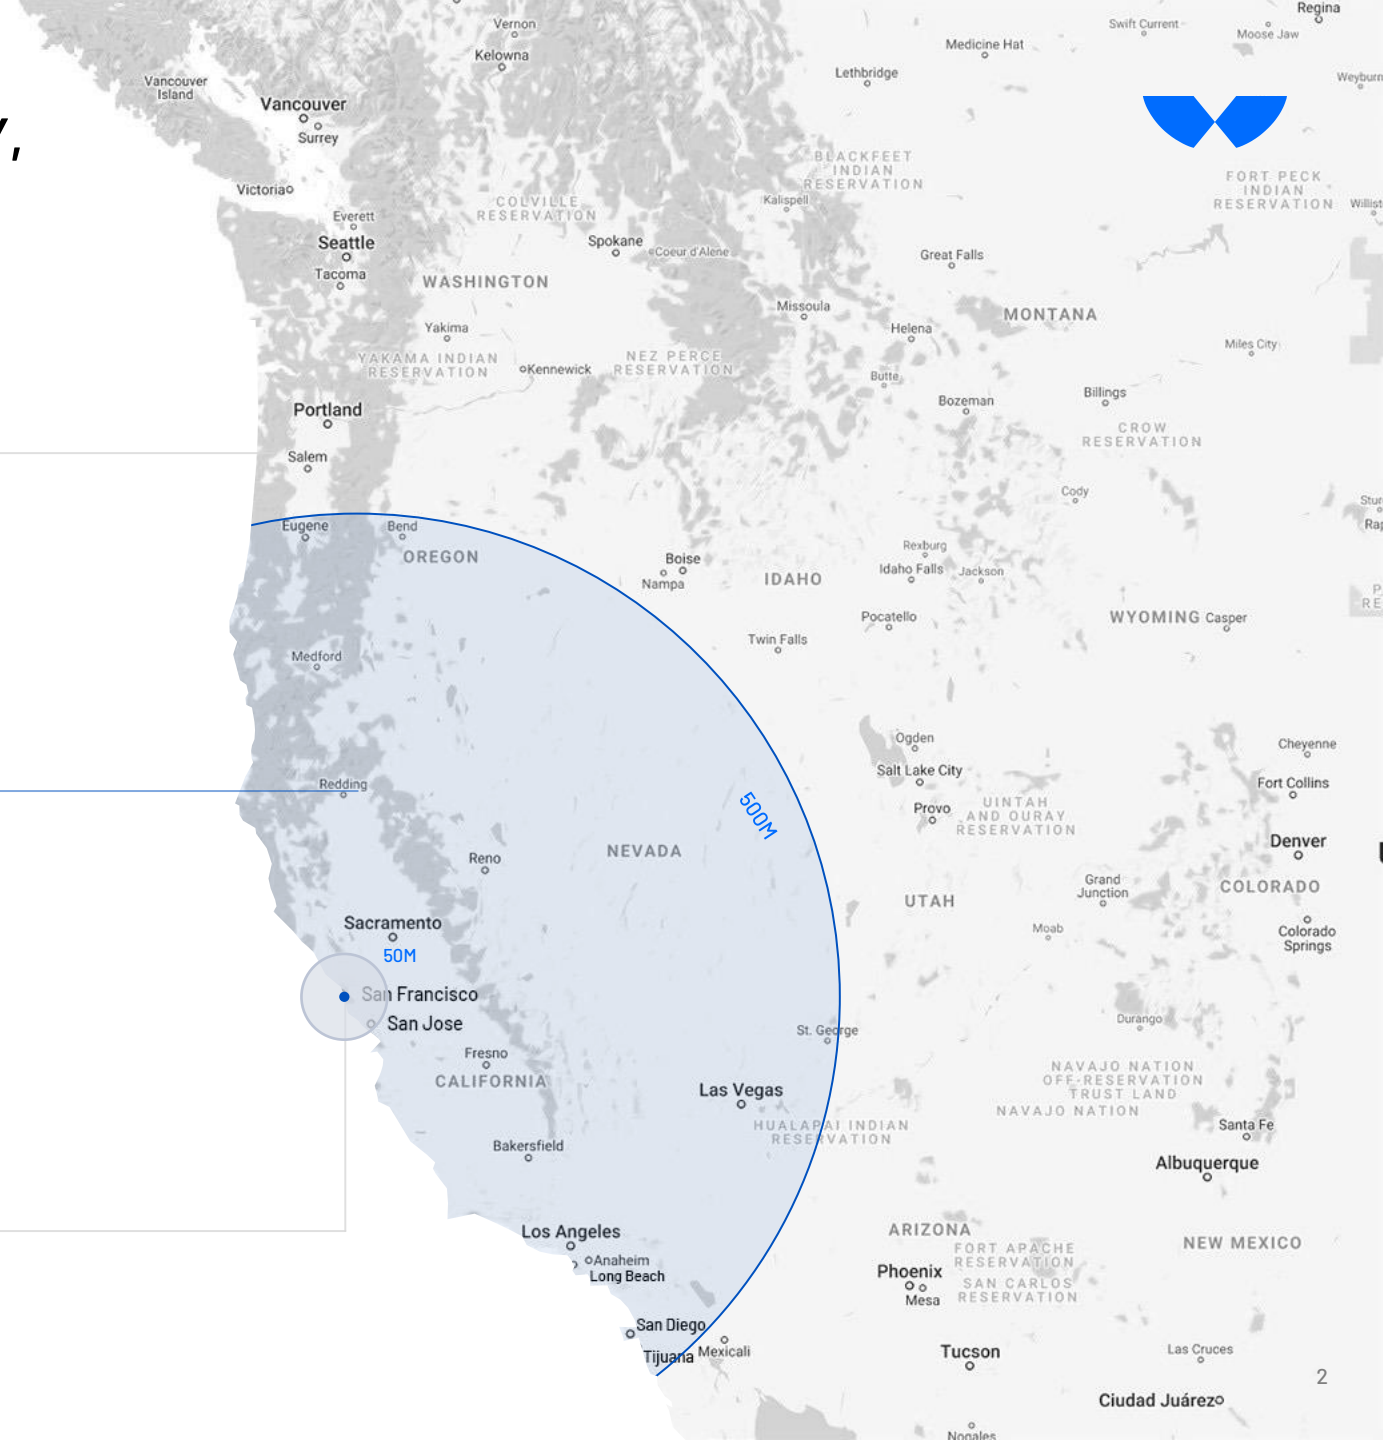 Regina
Swift Current
Moose Jaw
Vernon
Medicine Hat
Kelowna
Lethbridge
Weyburn
Vancouver
Island
Vancouver
Surrey
Y,
BLACKFEET
INDIAN
RESERVATION
FORT PECK
INDIAN
RESERVATION
Victoria
Kalispell
COLVILLE
RESERVATION
Willist
Everett
Seattle
Spokane
Coeur d'Alene
Great Falls
Tacoma
WASHINGTON
Missoula
MONTANA
Yakima
Helena
Miles City
YAKAMA INDIAN
RESERVATION
Kennewick
NEZ PERCE
RESERVATION
Butte
Billings
Bozeman
Portland
CROW
RESERVATION
Salem
Cody
Stur
Rap
Eugene
Bend
OREGON
Boise
Nampa
IDAHO
Rexburg
Idaho Falls
Jackson
P
RE
Pocatello
WYOMING
Casper
Twin Falls
Medford
Ogden
Cheyenne
Salt Lake City
Fort Collins
Redding
500M
Provo
UINTAH
AND OURAY
RESERVATION
Denver
NEVADA
Reno
Grand
Junction
COLORADO
UTAH
Sacramento
Moab
Colorado
Springs
50M
San Francisco
San Jose
St. George
Durango
Fresno
CALIFORNIA
NAVAJO NATION
OFF-RESERVATION
TRUST LAND
NAVAJO NATION
Las Vegas
HUALAPAI INDIAN
RESERVATION
Santa Fe
Bakersfield
Albuquerque
Los Angeles
ARIZONA
NEW MEXICO
Anaheim
Long Beach
FORT APACHE
RESERVATION
Phoenix
Mesa
SAN CARLOS
RESERVATION
San Diego
Tijuana
Mexicali
Tucson
Las Cruces
2
Ciudad Juárez
Nogales